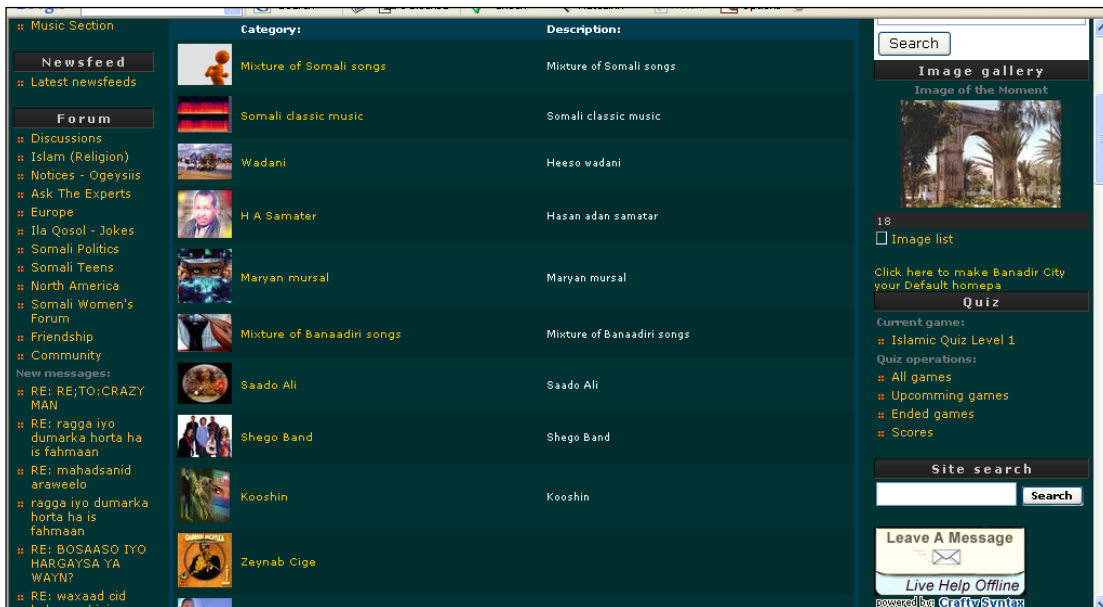 :: Music Section
Newsfeed
:: Latest newsfeeds
Forum
:: Discussions
:: Islam (Religion)
:: Notices - Ogeysiis
:: Ask The Experts
:: Europe
:: Ila Qosol - Jokes
:: Somali Politics
:: Somali Teens
:: North America
:: Somali Women's
Forum
:: Friendship
:: Community
New messages:
:: RE: RE;TO:CRAZY
MAN
:: RE: ragga iyo
dumarka horta ha
is fahmaan
:: RE: mahadsanid
araweelo
:: ragga iyo dumarka
horta ha is
fahmaan
:: RE: BOSAASO IYO
HARGAYSA YA
WAYN?
:: RE: waxaad cid
Category: Description:
Mixture of Somali songs Mixture of Somali songs
Somali classic music Somali classic music
Wadani Heeso wadani
H A Samater Hasan adan samatar
Maryan mursal Maryan mursal
Mixture of Banaadiri songs Mixture of Banaadiri songs
Saado Ali Saado Ali
Shego Band Shego Band
Kooshin Kooshin
Zeynab Cige
Search
Image gallery
Image of the Moment
18
Image list
Click here to make Banadir City
your Default homepa
Quiz
Current game:
:: Islamic Quiz Level 1
Quiz operations:
:: All games
:: Upcomming games
:: Ended games
:: Scores
Site search
Search
Leave A Message
Live Help Offline
powered by: Crafty Syntax